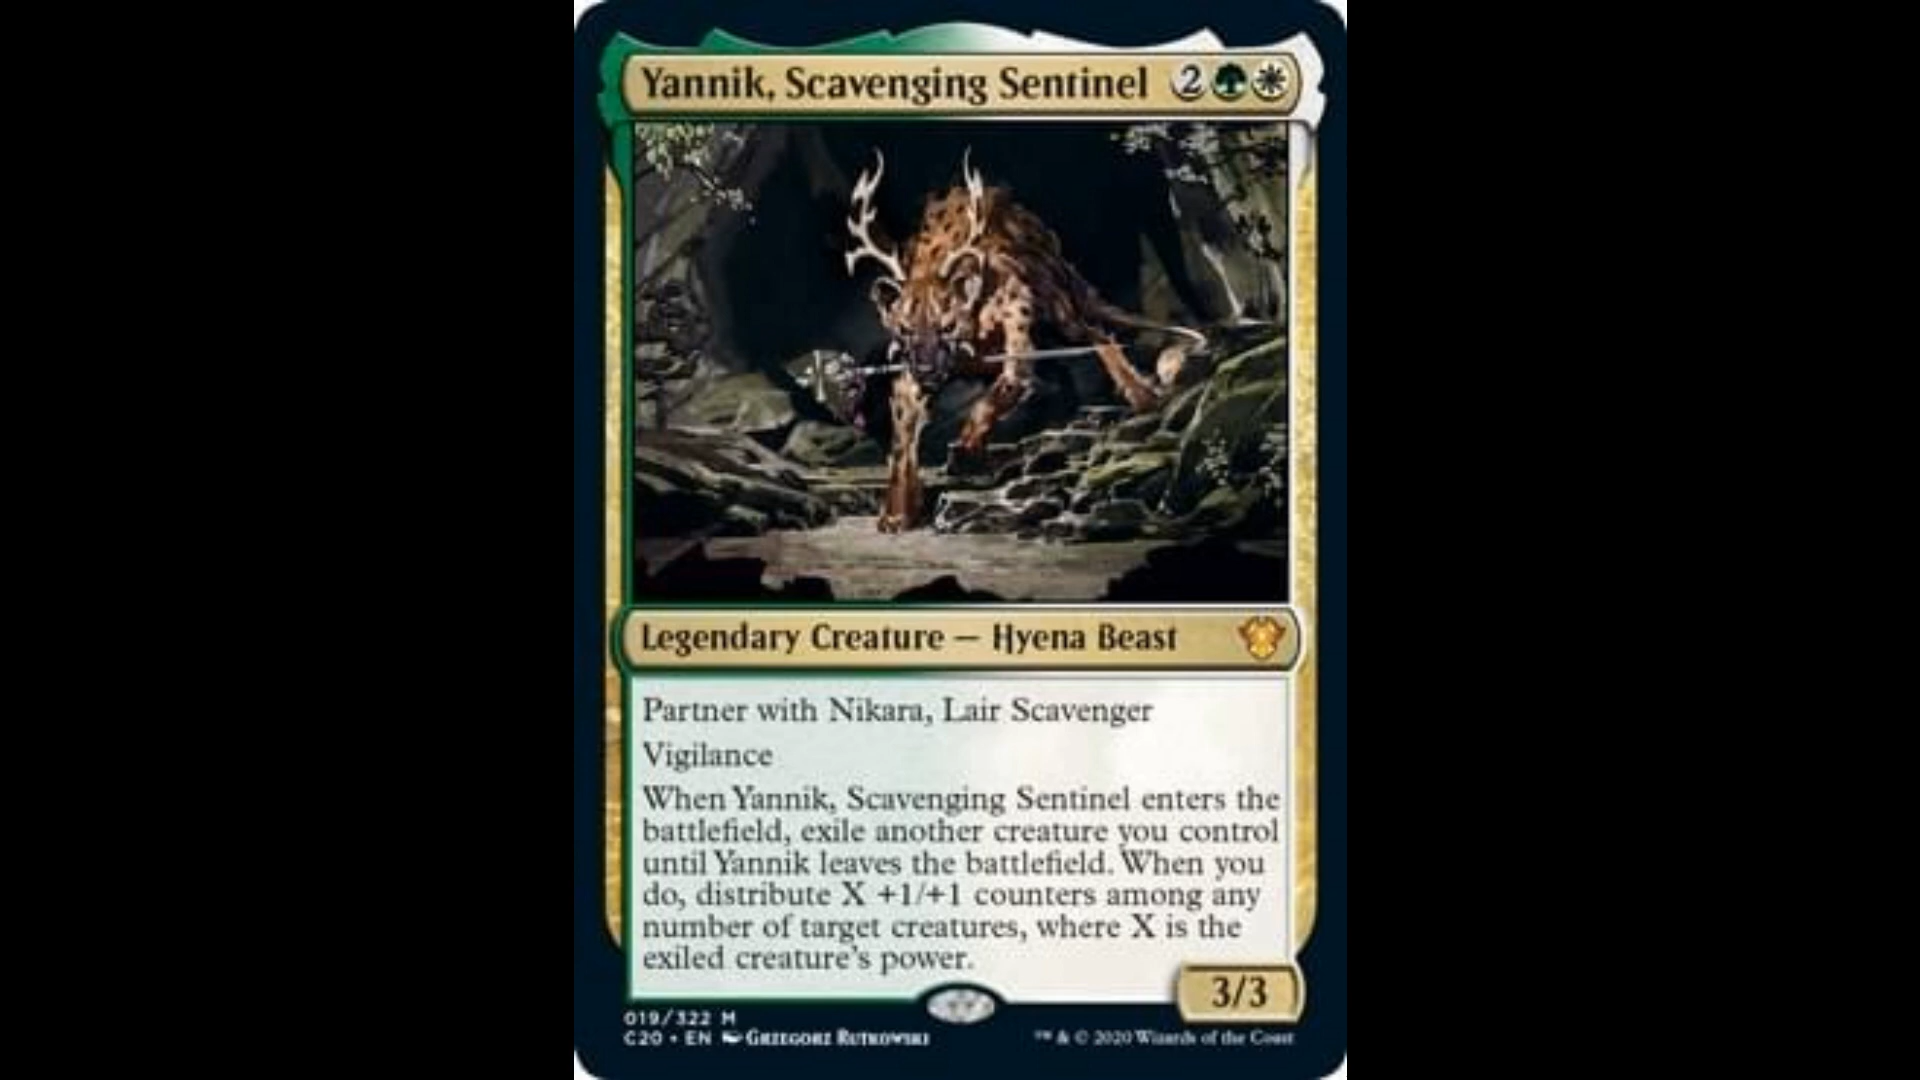 Yannik, Scavenging Sentinel 2
Legendary Creature — Hyena Beast
Partner with Nikara, Lair Scavenger
Vigilance
When Yannik, Scavenging Sentinel enters the
battlefield, exile another creature you control
until Yannik leaves the battlefield. When you
do, distribute X +1/+1 counters among any
number of target creatures, where X is the
exiled creature's power.
3/3
019/322 M
C20 • EN Grzegorz Rutkowski
™ & © 2020 Wizards of the Coast